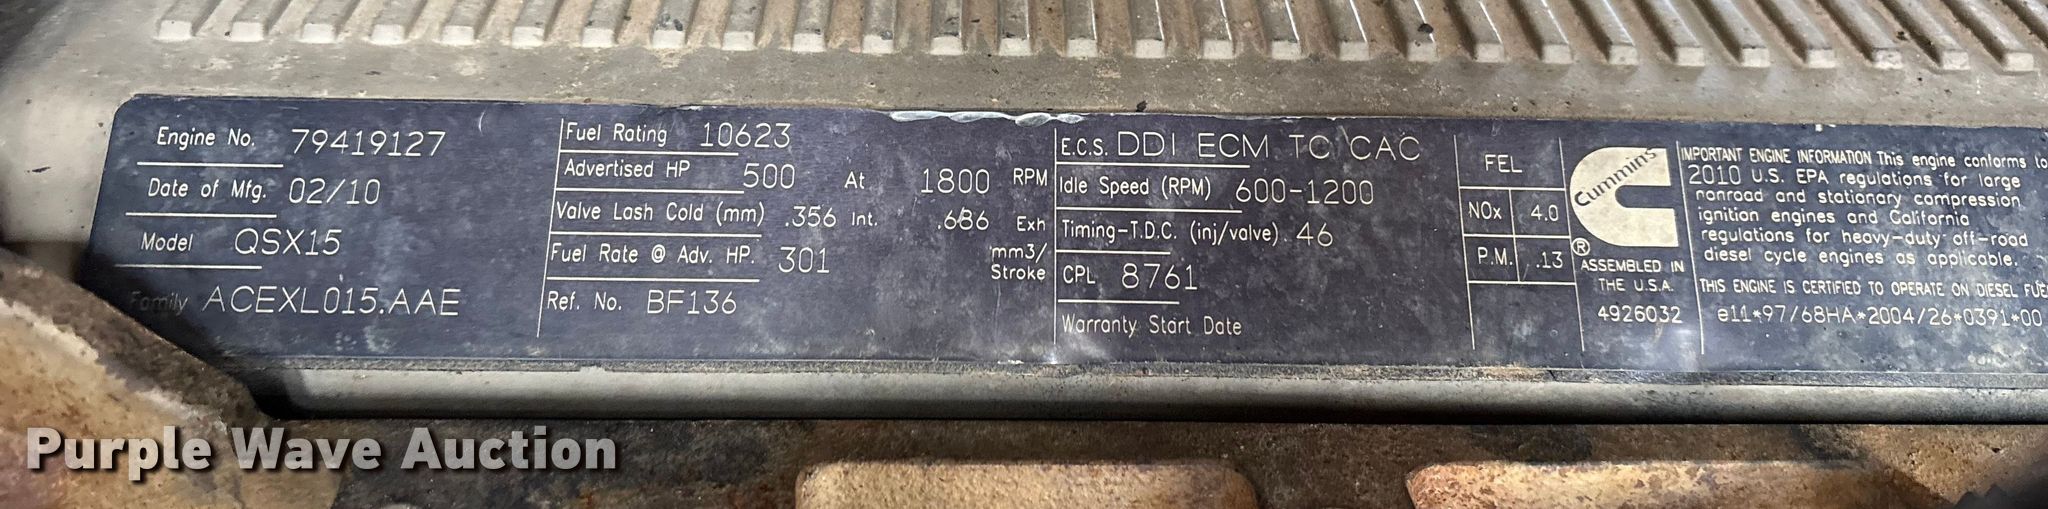 Engine No. 79419127
Date of Mfg. 02/10
Model QSX15
Family ACEXL015.AAE
Fuel Rating 10623
Advertised HP 500 At 1800 RPM
Valve Lash Cold (mm) .356 Int. .686 Exh
Fuel Rate @ Adv. HP. 301 mm3/
Stroke
Ref. No. BF136
E.C.S. DDI ECM TC CAC
Idle Speed (RPM) 600-1200
Timing-T.D.C. (inj/valve). 46
CPL 8761
Warranty Start Date
FEL
NOx 4.0
P.M. .13
Cummins
®
ASSEMBLED IN
THE U.S.A.
4926032
IMPORTANT ENGINE INFORMATION This engine conforms to
2010 U.S. EPA regulations for large
nonroad and stationary compression
ignition engines and California
regulations for heavy-duty off-road
diesel cycle engines as applicable.
THIS ENGINE IS CERTIFIED TO OPERATE ON DIESEL FUE
e11*97/68HA*2004/26*0391*00
Purple Wave Auction